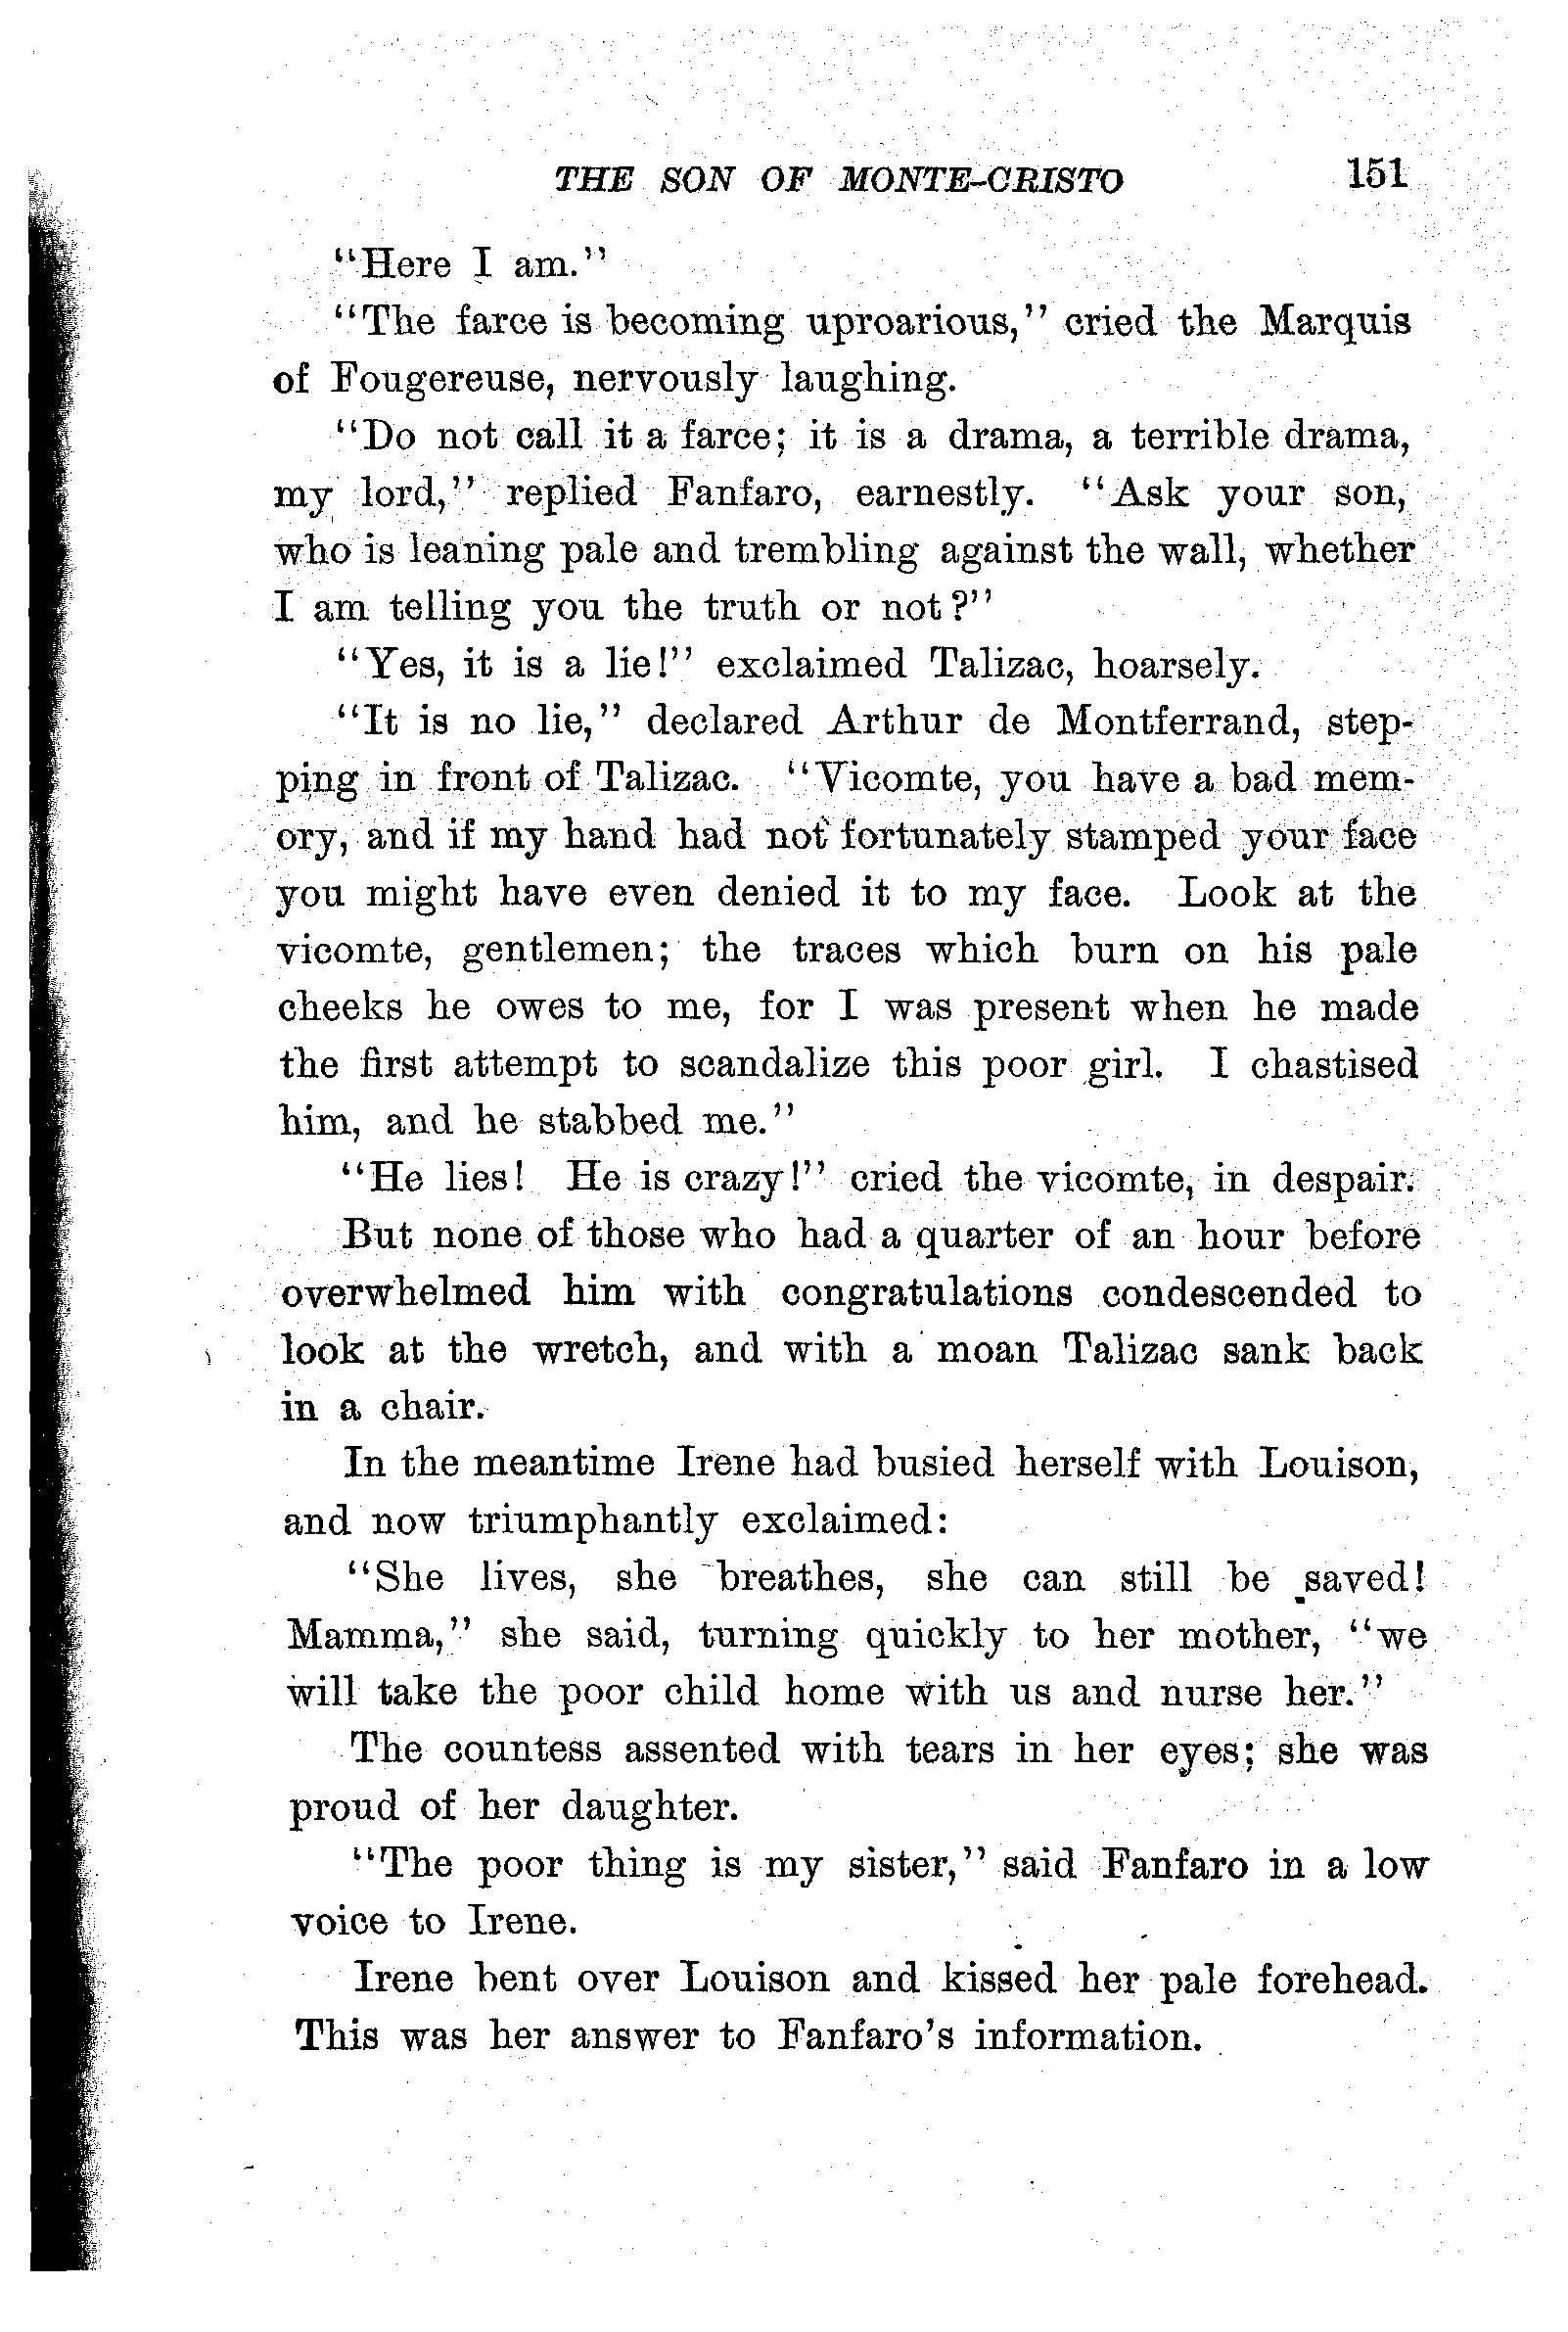 THE SON OF MONTE-CRISTO 151
"Here I am."
"The farce is becoming uproarious," cried the Marquis
of Fougereuse, nervously laughing.
"Do not call it a farce; it is a drama, a terrible drama,
my lord," replied Fanfaro, earnestly. "Ask your son,
who is leaning pale and trembling against the wall, whether
I am telling you the truth or not?"
"Yes, it is a lie!" exclaimed Talizac, hoarsely.
"It is no lie," declared Arthur de Montferrand, step-
ping in front of Talizac. "Vicomte, you have a bad mem-
ory, and if my hand had not fortunately stamped your face
you might have even denied it to my face. Look at the
vicomte, gentlemen; the traces which burn on his pale
cheeks he owes to me, for I was present when he made
the first attempt to scandalize this poor girl. I chastised
him, and he stabbed me."
"He lies! He is crazy!" cried the vicomte, in despair.
But none of those who had a quarter of an hour before
overwhelmed him with congratulations condescended to
look at the wretch, and with a moan Talizac sank back
in a chair.
In the meantime Irene had busied herself with Louison,
and now triumphantly exclaimed:
"She lives, she breathes, she can still be saved!
Mamma," she said, turning quickly to her mother, "we
will take the poor child home with us and nurse her."
The countess assented with tears in her eyes; she was
proud of her daughter.
"The poor thing is my sister," said Fanfaro in a low
voice to Irene.
Irene bent over Louison and kissed her pale forehead.
This was her answer to Fanfaro's information.